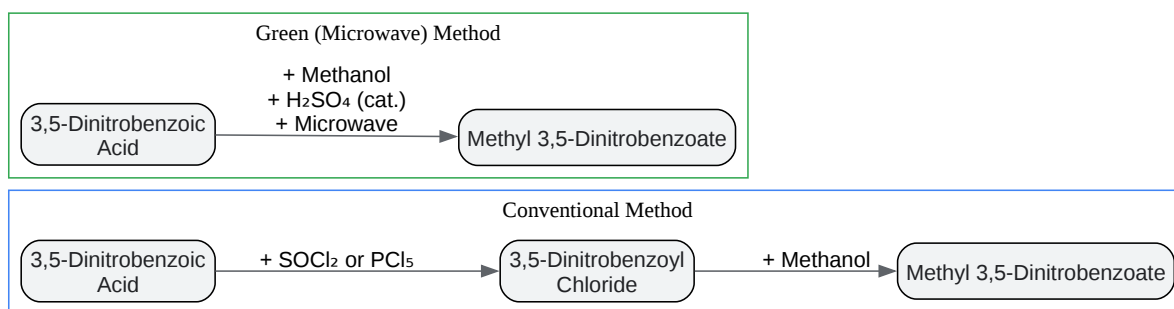 Green (Microwave) Method
+ Methanol
+ H₂SO₄ (cat.)
+ Microwave
3,5-Dinitrobenzoic
Acid
Methyl 3,5-Dinitrobenzoate
Conventional Method
3,5-Dinitrobenzoic
Acid
+ SOCl₂ or PCl₅
3,5-Dinitrobenzoyl
Chloride
+ Methanol
Methyl 3,5-Dinitrobenzoate